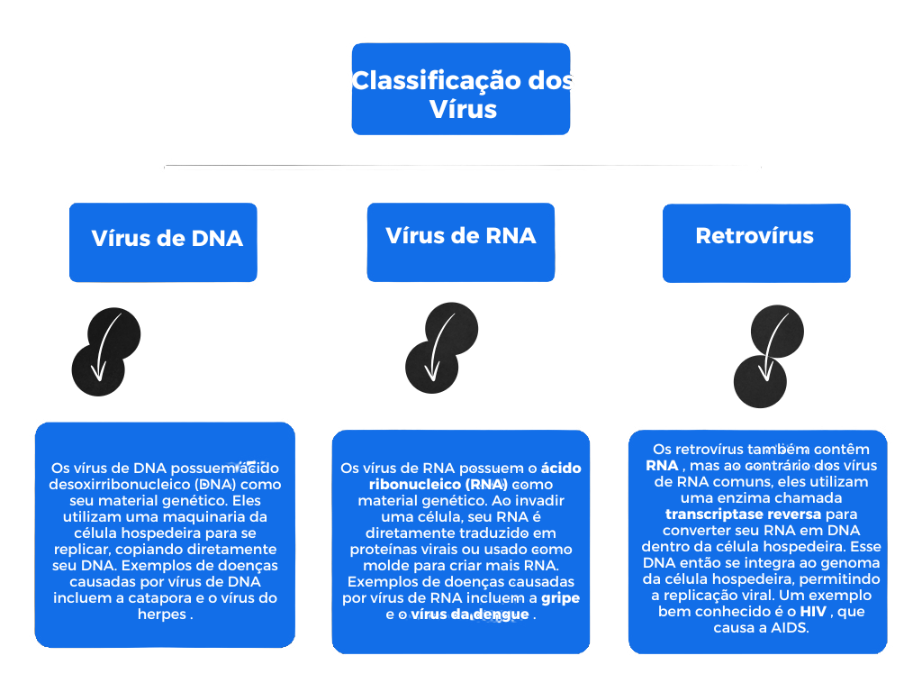 Classificação dos
Vírus
Vírus de DNA
Vírus de RNA
Retrovírus
Os vírus de DNA possuem ácido
desoxirribonucleico (DNA) como
seu material genético. Eles
utilizam uma maquinaria da
célula hospedeira para se
replicar, copiando diretamente
seu DNA. Exemplos de doenças
causadas por vírus de DNA
incluem a catapora e o vírus do
herpes .
Os vírus de RNA possuem o ácido
ribonucleico (RNA) como
material genético. Ao invadir
uma célula, seu RNA é
diretamente traduzido em
proteínas virais ou usado como
molde para criar mais RNA.
Exemplos de doenças causadas
por vírus de RNA incluem a gripe
e o vírus da dengue .
Os retrovírus também contêm
RNA , mas ao contrário dos vírus
de RNA comuns, eles utilizam
uma enzima chamada
transcriptase reversa para
converter seu RNA em DNA
dentro da célula hospedeira. Esse
DNA então se integra ao genoma
da célula hospedeira, permitindo
a replicação viral. Um exemplo
bem conhecido é o HIV , que
causa a AIDS.